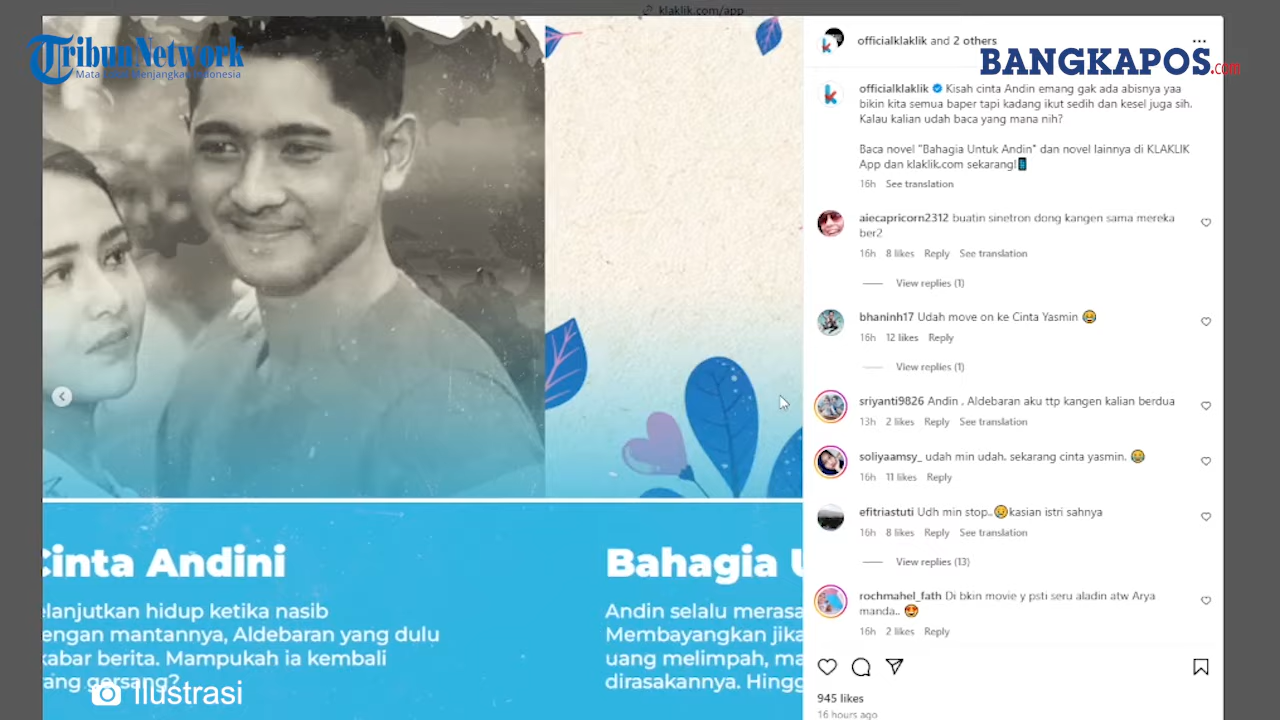 klaklik.com/app
Tribun Network
Mata Lokal Menjangkau Indonesia
BANGKAPOS.com
officialklaklik and 2 others
officialklaklik Kisah cinta Andin emang gak ada abisnya yaa
bikin kita semua baper tapi kadang ikut sedih dan kesel juga sih.
Kalau kalian udah baca yang mana nih?
Baca novel "Bahagia Untuk Andin" dan novel lainnya di KLAKLIK
App dan klaklik.com sekarang!
16h See translation
aiecapricorn2312 buatin sinetron dong kangen sama mereka
ber2
16h 8 likes Reply See translation
View replies (1)
bhaninh17 Udah move on ke Cinta Yasmin 😂
16h 12 likes Reply
View replies (1)
sriyanti9826 Andin . Aldebaran aku ttp kangen kalian berdua
13h 2 likes Reply See translation
soliyaamsy_ udah min udah. sekarang cinta yasmin. 😂
16h 11 likes Reply
efitriastuti Udh min stop..😢kasian istri sahnya
16h 8 likes Reply See translation
View replies (13)
rochmahel_fath Di bkin movie y psti seru aladin atw Arya
manda.. 😍
16h 2 likes Reply
945 likes
16 hours ago
Cinta Andini
elanjutkan hidup ketika nasib
engan mantannya, Aldebaran yang dulu
kabar berita. Mampukah ia kembali
ang gersang?
Bahagia U
Andin selalu merasa
Membayangkan jika
uang melimpah, ma
dirasakannya. Hingg
Ilustrasi